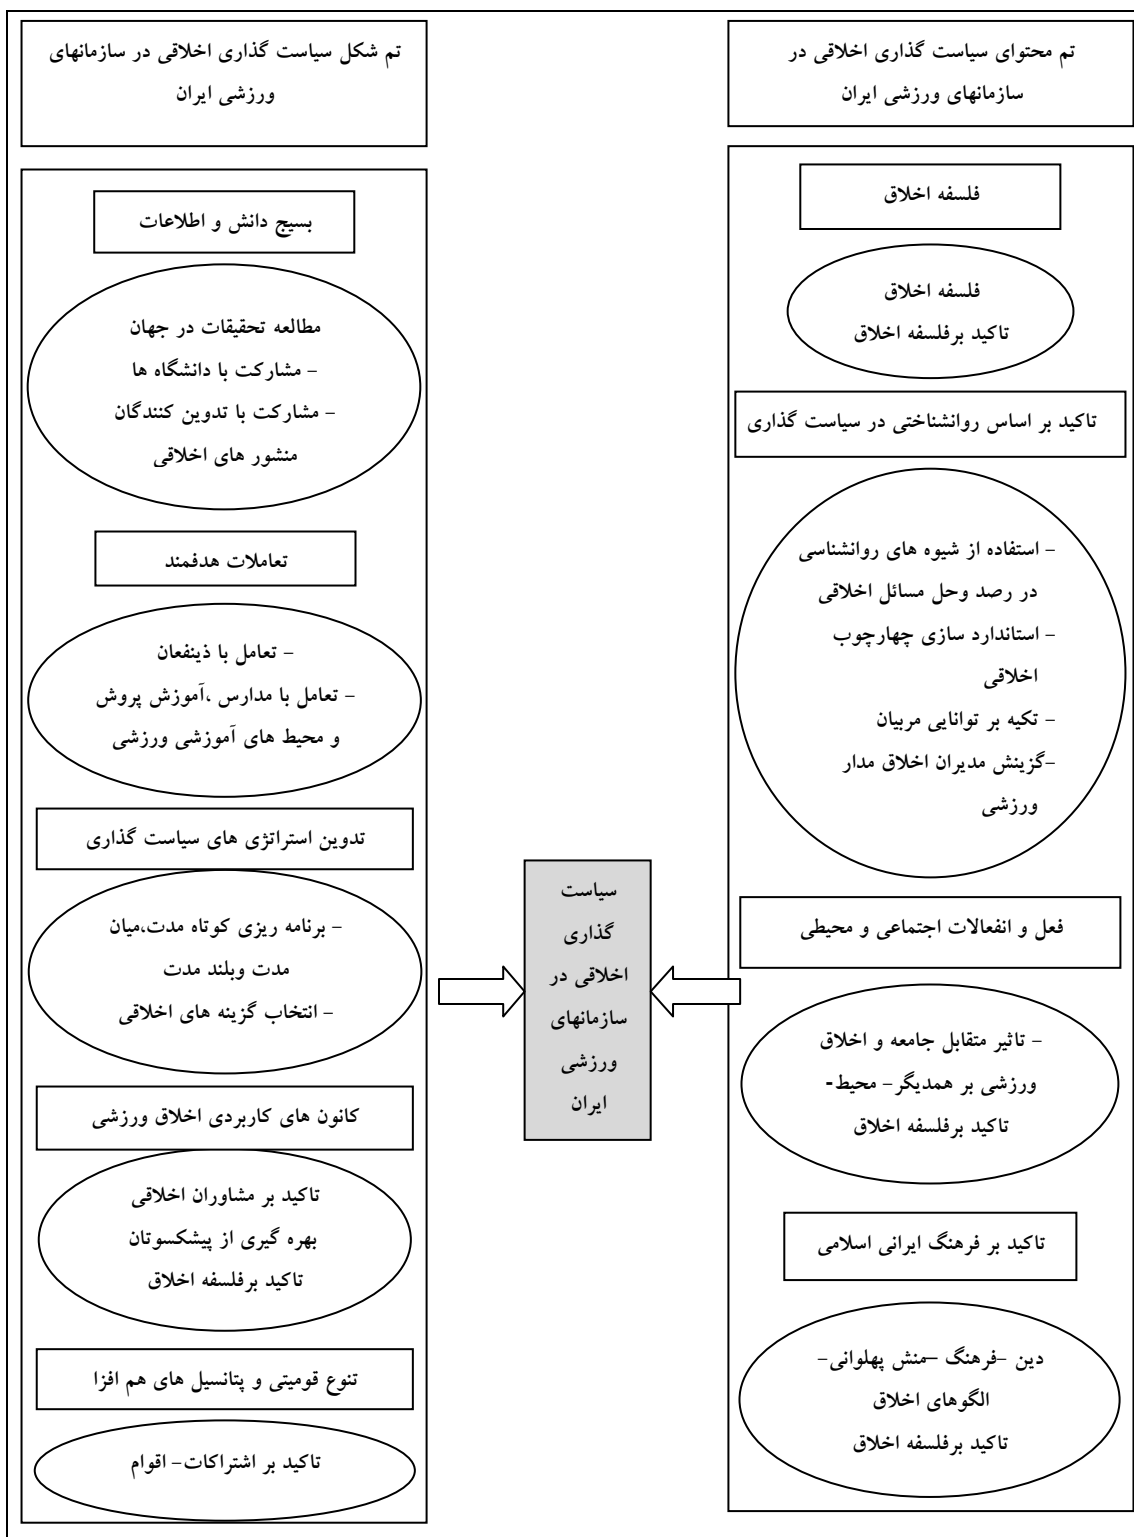 تم محتوای سیاست گذاری اخلاقی در
سازمانهای ورزشی ایران
فلسفه اخلاق
فلسفه اخلاق
تاکید برفلسفه اخلاق
تاکید بر اساس روانشناختی در سیاست گذاری
- استفاده از شیوه های روانشناسی
در رصد وحل مسائل اخلاقی
- استاندارد سازی چهارچوب
اخلاقی
- تکیه بر توانایی مربیان
-گزینش مدیران اخلاق مدار
ورزشی
فعل و انفعالات اجتماعی و محیطی
- تاثیر متقابل جامعه و اخلاق
ورزشی بر همدیگر- محیط-
تاکید برفلسفه اخلاق
تاکید بر فرهنگ ایرانی اسلامی
دین -فرهنگ –منش پهلوانی-
الگوهای اخلاق
تاکید برفلسفه اخلاق
سیاست
گذاری
اخلاقی در
سازمانهای
ورزشی
ایران
تم شکل سیاست گذاری اخلاقی در سازمانهای
ورزشی ایران
بسیج دانش و اطلاعات
مطالعه تحقیقات در جهان
- مشارکت با دانشگاه ها
- مشارکت با تدوین کنندگان
منشور های اخلاقی
تعاملات هدفمند
- تعامل با ذینفعان
- تعامل با مدارس ،آموزش پروش
و محیط های آموزشی ورزشی
تدوین استراتژی های سیاست گذاری
- برنامه ریزی کوتاه مدت،میان
مدت وبلند مدت
- انتخاب گزینه های اخلاقی
کانون های کاربردی اخلاق ورزشی
تاکید بر مشاوران اخلاقی
بهره گیری از پیشکسوتان
تاکید برفلسفه اخلاق
تنوع قومیتی و پتانسیل های هم افزا
تاکید بر اشتراکات- اقوام